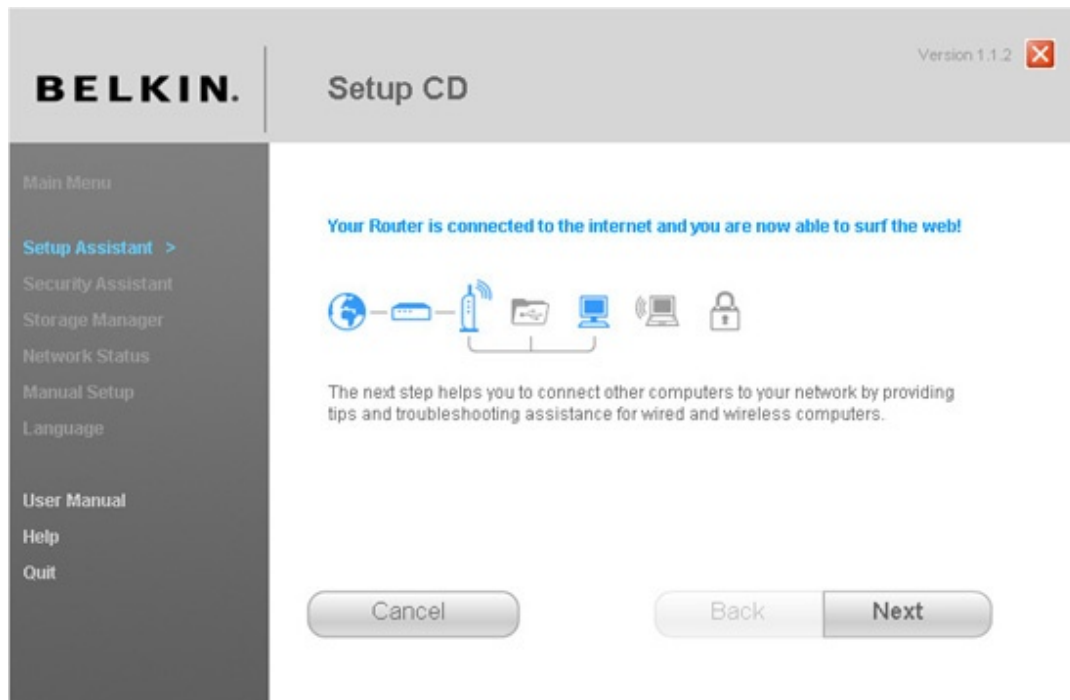 BELKIN.
Setup CD
Version 1.1.2
Main Menu
Setup Assistant >
Security Assistant
Storage Manager
Network Status
Manual Setup
Language
User Manual
Help
Quit
Your Router is connected to the internet and you are now able to surf the web!
The next step helps you to connect other computers to your network by providing
tips and troubleshooting assistance for wired and wireless computers.
Cancel
Back
Next